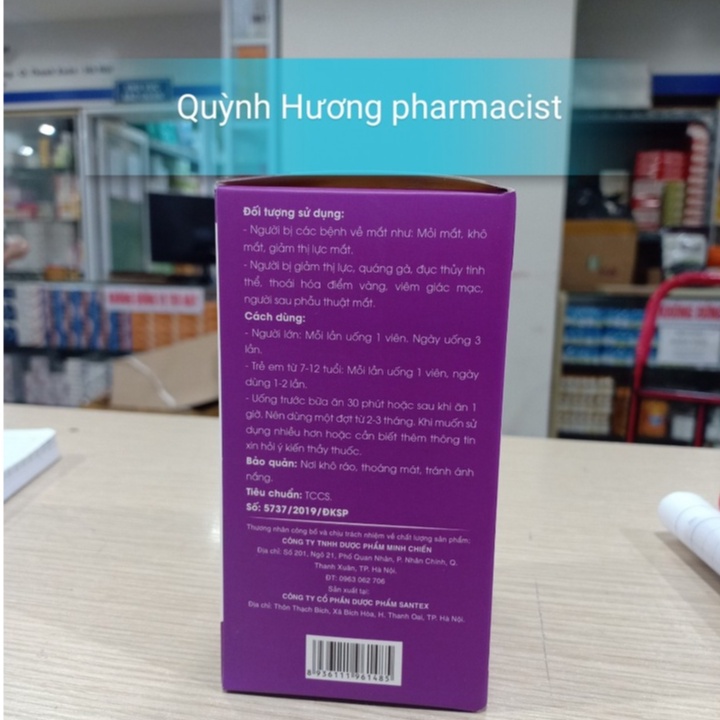 Quỳnh Hương pharmacist
Đối tượng sử dụng:
- Người bị các bệnh về mắt như: Mỏi mắt, khô
mắt, giảm thị lực mắt.
- Người bị giảm thị lực, quáng gà, đục thủy tinh
thể, thoái hóa điểm vàng, viêm giác mạc,
người sau phẫu thuật mắt.
Cách dùng:
- Người lớn: Mỗi lần uống 1 viên. Ngày uống 3
lần.
- Trẻ em từ 7-12 tuổi: Mỗi lần uống 1 viên, ngày
dùng 1-2 lần.
- Uống trước bữa ăn 30 phút hoặc sau khi ăn 1
giờ. Nên dùng một đợt từ 2-3 tháng. Khi muốn sử
dụng nhiều hơn hoặc cần biết thêm thông tin
xin hỏi ý kiến thầy thuốc.
Bảo quản: Nơi khô ráo, thoáng mát, tránh ánh
nắng.
Tiêu chuẩn: TCCS.
Số: 5737/2019/ĐKSP
Thương nhân công bố và chịu trách nhiệm về chất lượng sản phẩm:
CÔNG TY TNHH DƯỢC PHẨM MINH CHIẾN
Địa chỉ: Số 201, Ngõ 21, Phố Quan Nhân, P. Nhân Chính, Q.
Thanh Xuân, TP. Hà Nội.
ĐT: 0963 062 706
Sản xuất tại:
CÔNG TY CỔ PHẦN DƯỢC PHẨM SANTEX
Địa chỉ: Thôn Thạch Bích, Xã Bích Hòa, H. Thanh Oai, TP. Hà Nội.
8936111961485